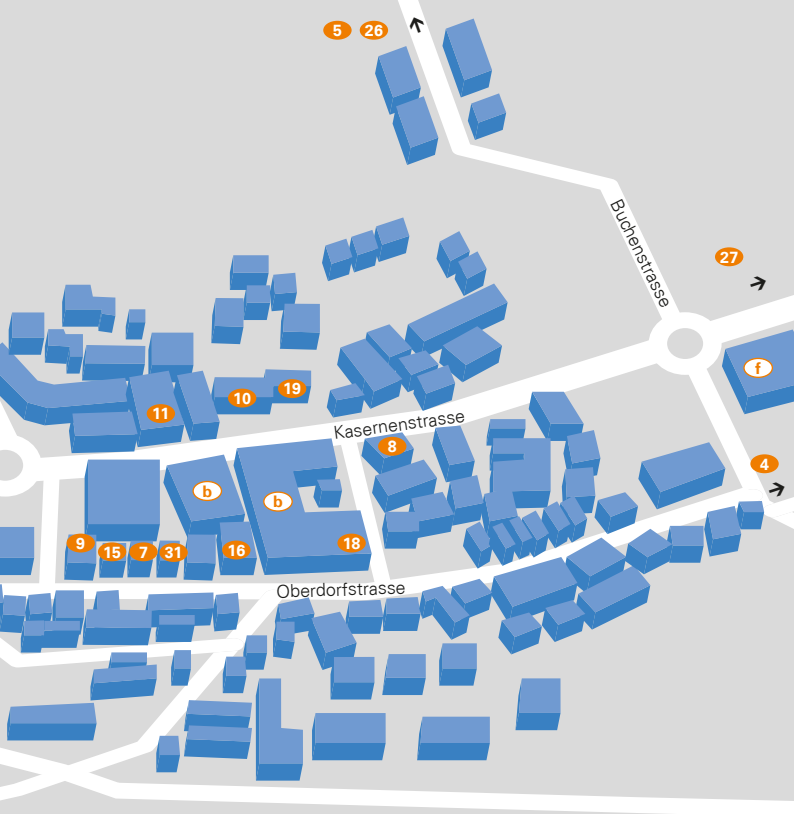 5 26
Buchenstrasse
27
f
19
10
11
Kasernenstrasse
8
4
b
b
9 15 7 31 16 18
Oberdorfstrasse